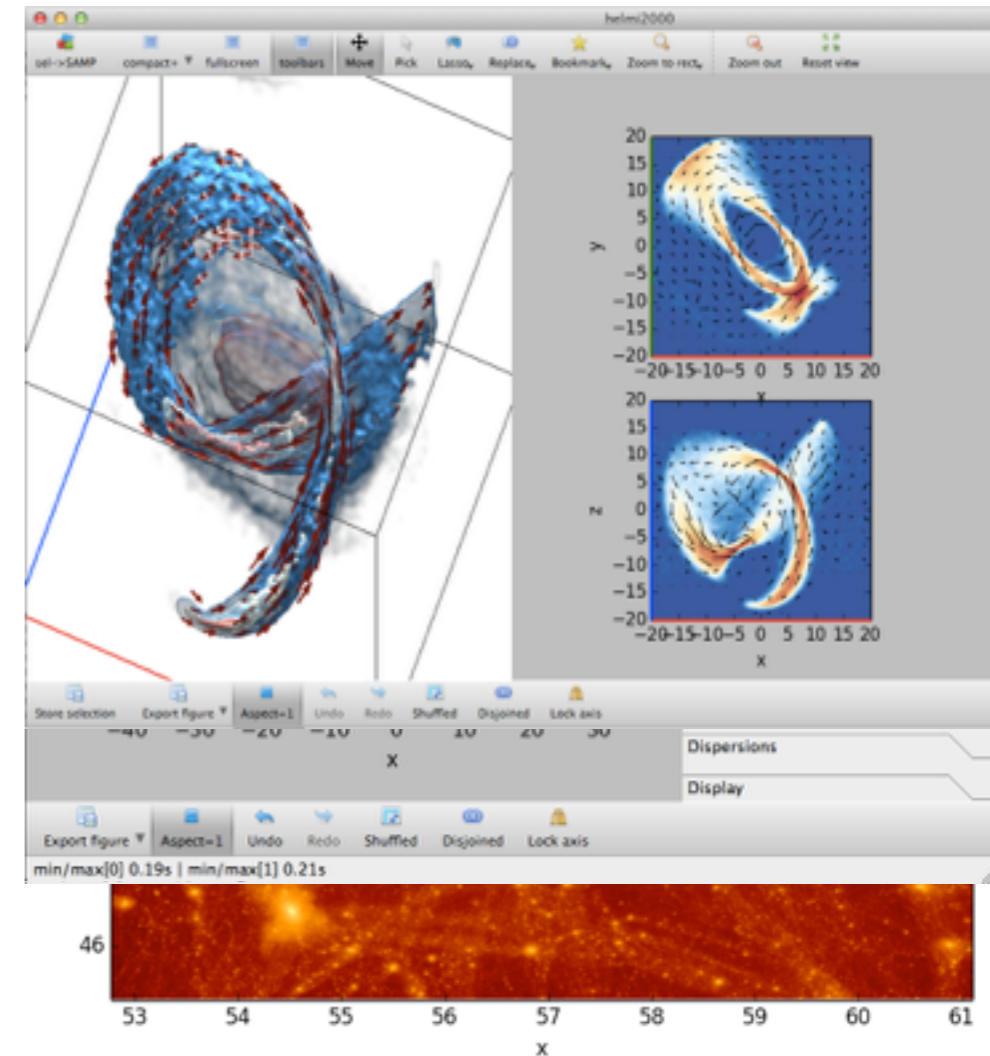 helmi2000
sel->SAMP compact+ fullscreen toolbars Move Pick Lasso, Replace, Bookmark, Zoom to rect, Zoom out Reset view
20
15
10
5
y 0
−5
−10
−15
−20
−20−15−10−5 0 5 10 15 20
x
20
15
10
5
z 0
−5
−10
−15
−20
−20−15−10−5 0 5 10 15 20
x
Store selection Export figure Aspect=1 Undo Redo Shuffled Disjoined Lock axis
−40 −30 −20 −10 0 10 20 30
x
Dispersions
Display
Export figure Aspect=1 Undo Redo Shuffled Disjoined Lock axis
min/max[0] 0.19s | min/max[1] 0.21s
46
53 54 55 56 57 58 59 60 61
x